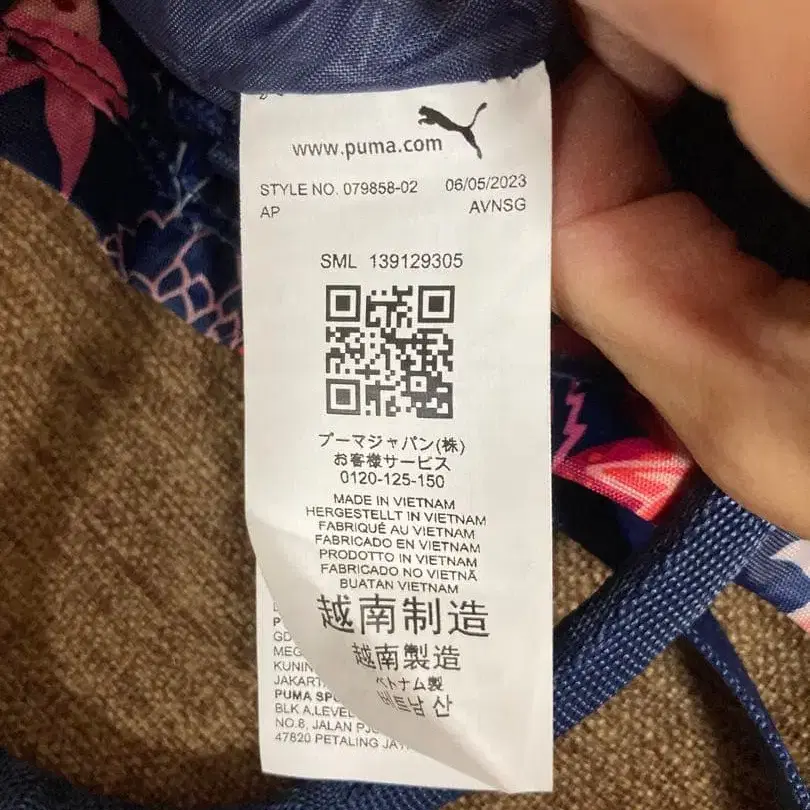 www.puma.com
STYLE NO. 079858-02 06/05/2023
AP AVNSG
SML 139129305
プーマジャパン(株)
お客様サービス
0120-125-150
MADE IN VIETNAM
HERGESTELLT IN VIETNAM
FABRIQUÉ AU VIETNAM
FABRICADO EN VIETNAM
PRODOTTO IN VIETNAM
FABRICADO NO VIETNÃ
BUATAN VIETNAM
越南制造
越南製造
ベトナム製
베트남 산
JAKART
PUMA
BLK A,LEVEL
NO.8, JALAN
47820 PETALING